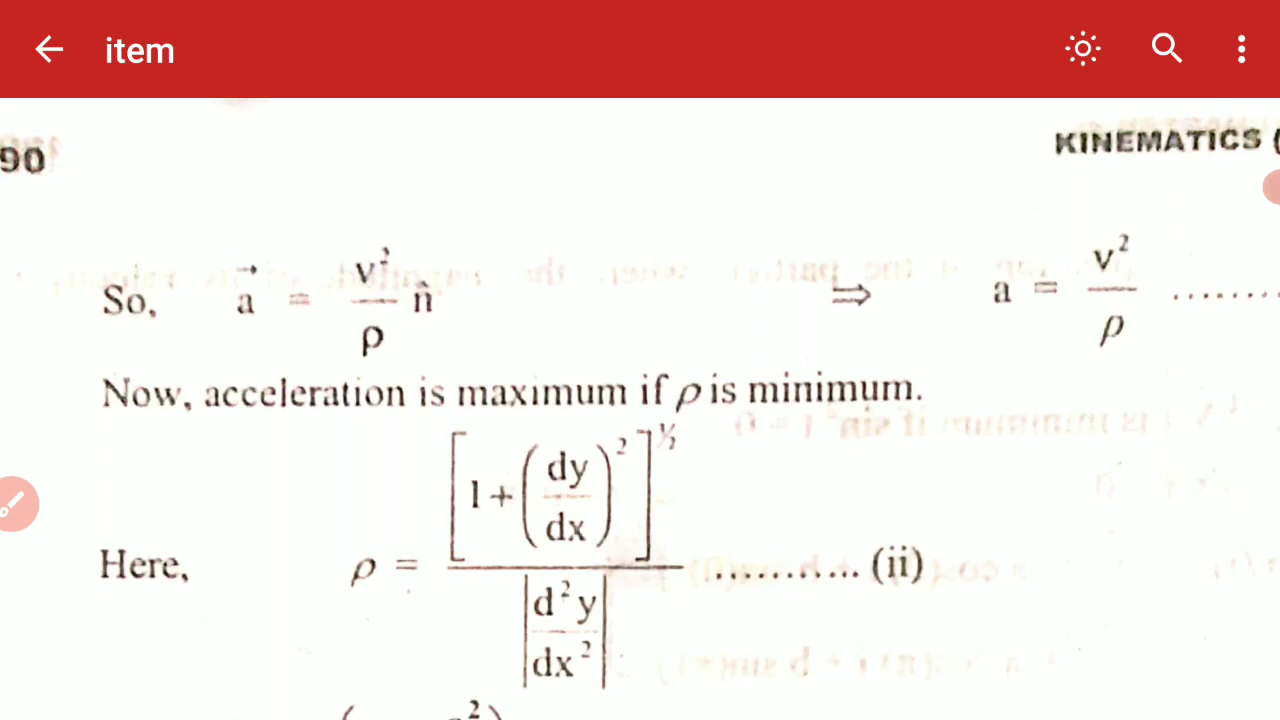 item
90
KINEMATICS (
So, a⃗ = v²/ρ n̂ ⇒ a = v²/ρ ........
Now, acceleration is maximum if ρ is minimum.
Here, ρ = [1+(dy/dx)²]^½ / |d²y/dx²| ........... (ii)